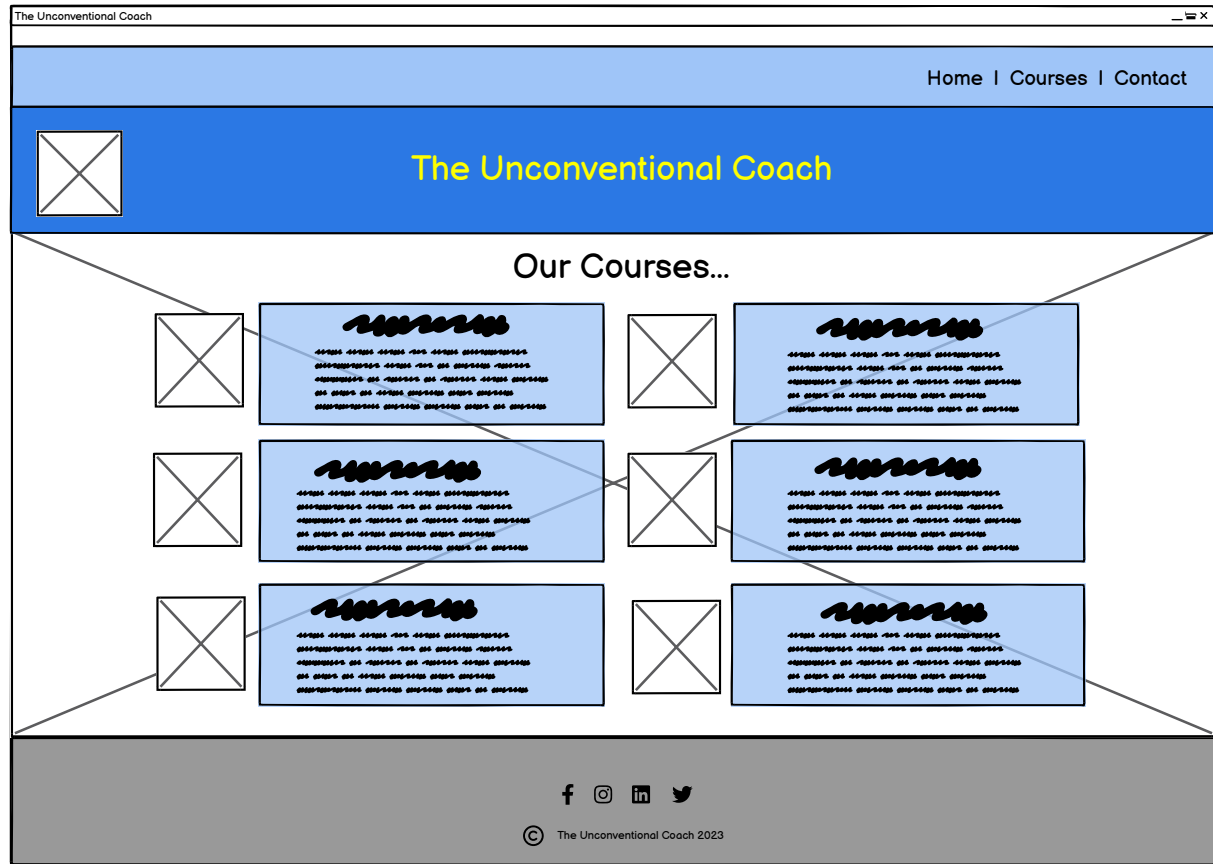 The Unconventional Coach
Home | Courses | Contact
The Unconventional Coach
Our Courses...
© The Unconventional Coach 2023